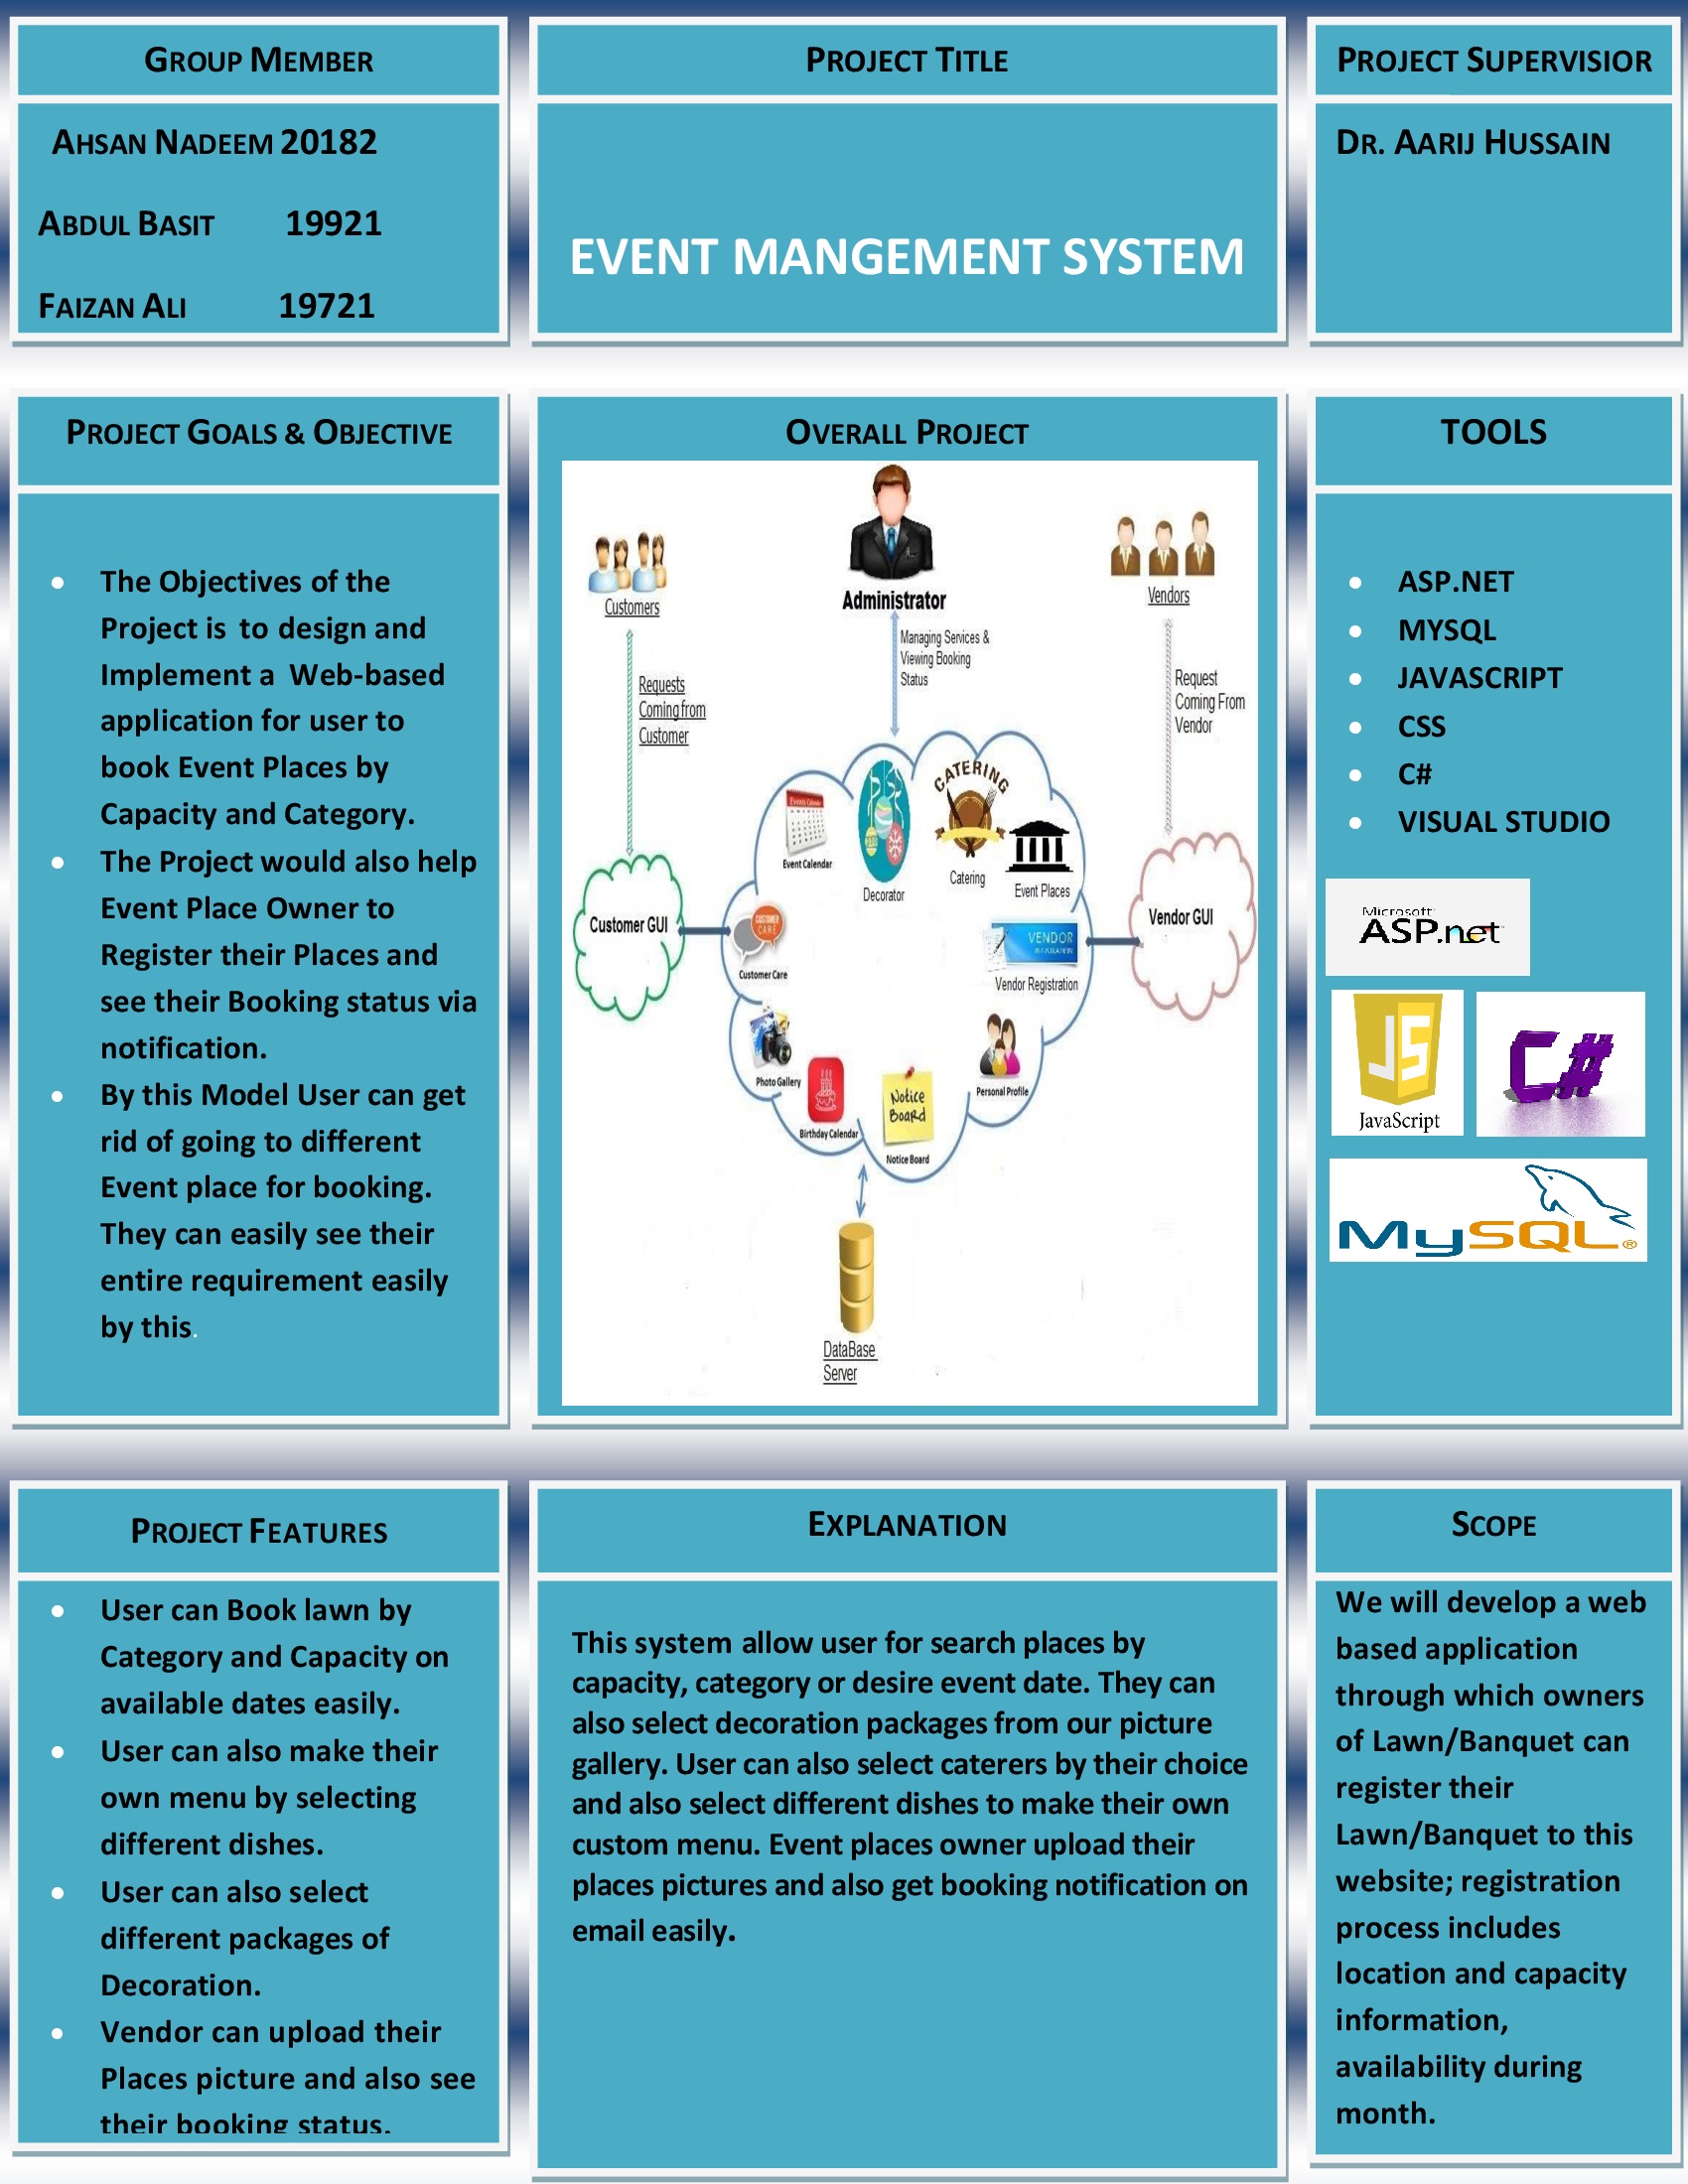 GROUP MEMBER
AHSAN NADEEM 20182
ABDUL BASIT 19921
FAIZAN ALI 19721
PROJECT TITLE
EVENT MANGEMENT SYSTEM
PROJECT SUPERVISIOR
DR. AARIJ HUSSAIN
PROJECT GOALS & OBJECTIVE
The Objectives of the
Project is to design and
Implement a Web-based
application for user to
book Event Places by
Capacity and Category.
The Project would also help
Event Place Owner to
Register their Places and
see their Booking status via
notification.
By this Model User can get
rid of going to different
Event place for booking.
They can easily see their
entire requirement easily
by this.
OVERALL PROJECT
Customers
Administrator
Vendors
Managing Services &
Viewing Booking
Status
Requests
Coming from
Customer
Request
Coming From
Vendor
Events Calendar
Event Calendar
Decorator
CATERING
Catering
Event Places
Customer GUI
CUSTOMER
CARE
Customer Care
VENDOR
Vendor Registration
Vendor GUI
Photo Gallery
Birthday Calendar
Notice
Board
Notice Board
Personal Profile
DataBase
Server
TOOLS
ASP.NET
MYSQL
JAVASCRIPT
CSS
C#
VISUAL STUDIO
Microsoft
ASP.net
JS
JavaScript
C#
MySQL®
PROJECT FEATURES
User can Book lawn by
Category and Capacity on
available dates easily.
User can also make their
own menu by selecting
different dishes.
User can also select
different packages of
Decoration.
Vendor can upload their
Places picture and also see
their booking status.
EXPLANATION
This system allow user for search places by
capacity, category or desire event date. They can
also select decoration packages from our picture
gallery. User can also select caterers by their choice
and also select different dishes to make their own
custom menu. Event places owner upload their
places pictures and also get booking notification on
email easily.
SCOPE
We will develop a web
based application
through which owners
of Lawn/Banquet can
register their
Lawn/Banquet to this
website; registration
process includes
location and capacity
information,
availability during
month.